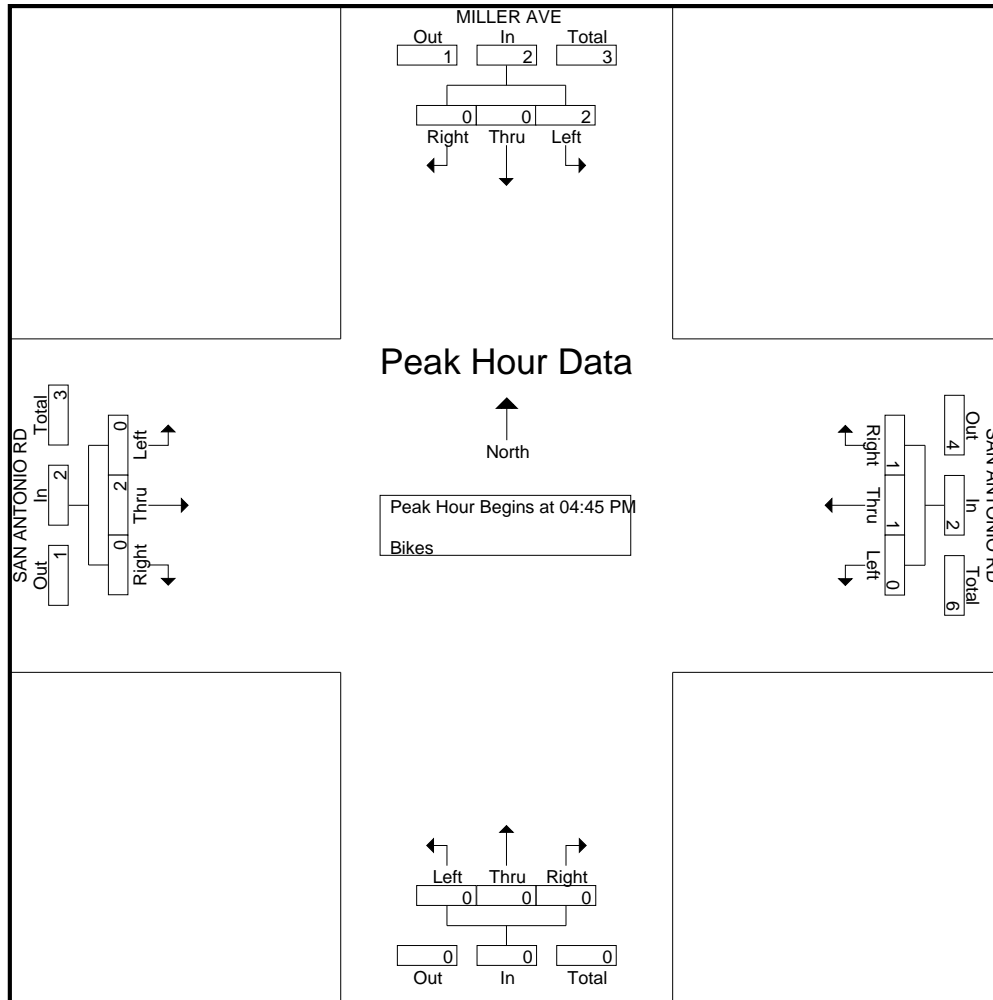 MILLER AVE
Out In Total
1 2 3
0 0 2
Right Thru Left
Peak Hour Data
North
Peak Hour Begins at 04:45 PM
Bikes
SAN ANTONIO RD
Out In Total
1 2 3
Right Thru Left
0 2 0
SAN ANTONIO RD
Out In Total
4 2 6
Right Thru Left
1 1 0
Left Thru Right
0 0 0
0 0 0
Out In Total